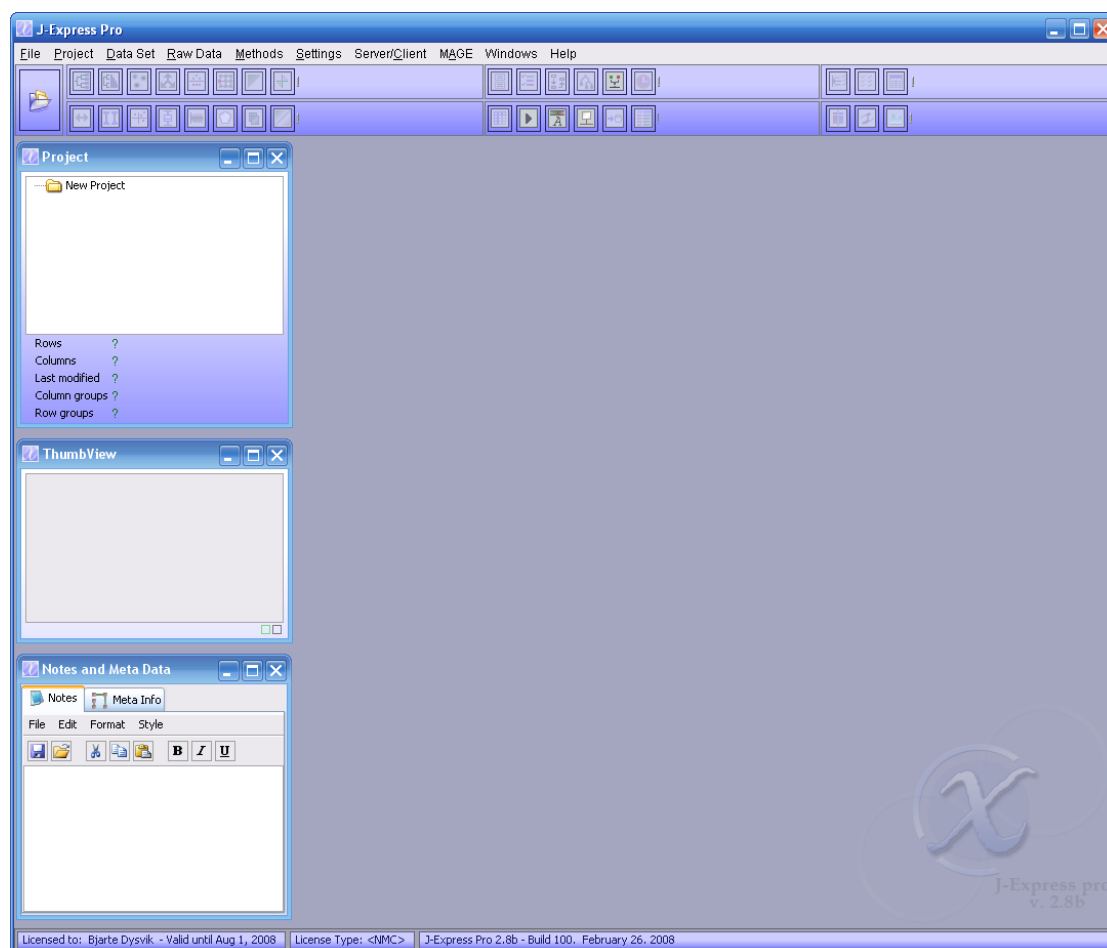 J-Express Pro
File Project Data Set Raw Data Methods Settings Server/Client MAGE Windows Help
Project
New Project
Rows ?
Columns ?
Last modified ?
Column groups ?
Row groups ?
ThumbView
Notes and Meta Data
Notes Meta Info
File Edit Format Style
B I U
J-Express pro
v. 2.8b
Licensed to: Bjarte Dysvik - Valid until Aug 1, 2008 License Type: <NMC> J-Express Pro 2.8b - Build 100. February 26. 2008